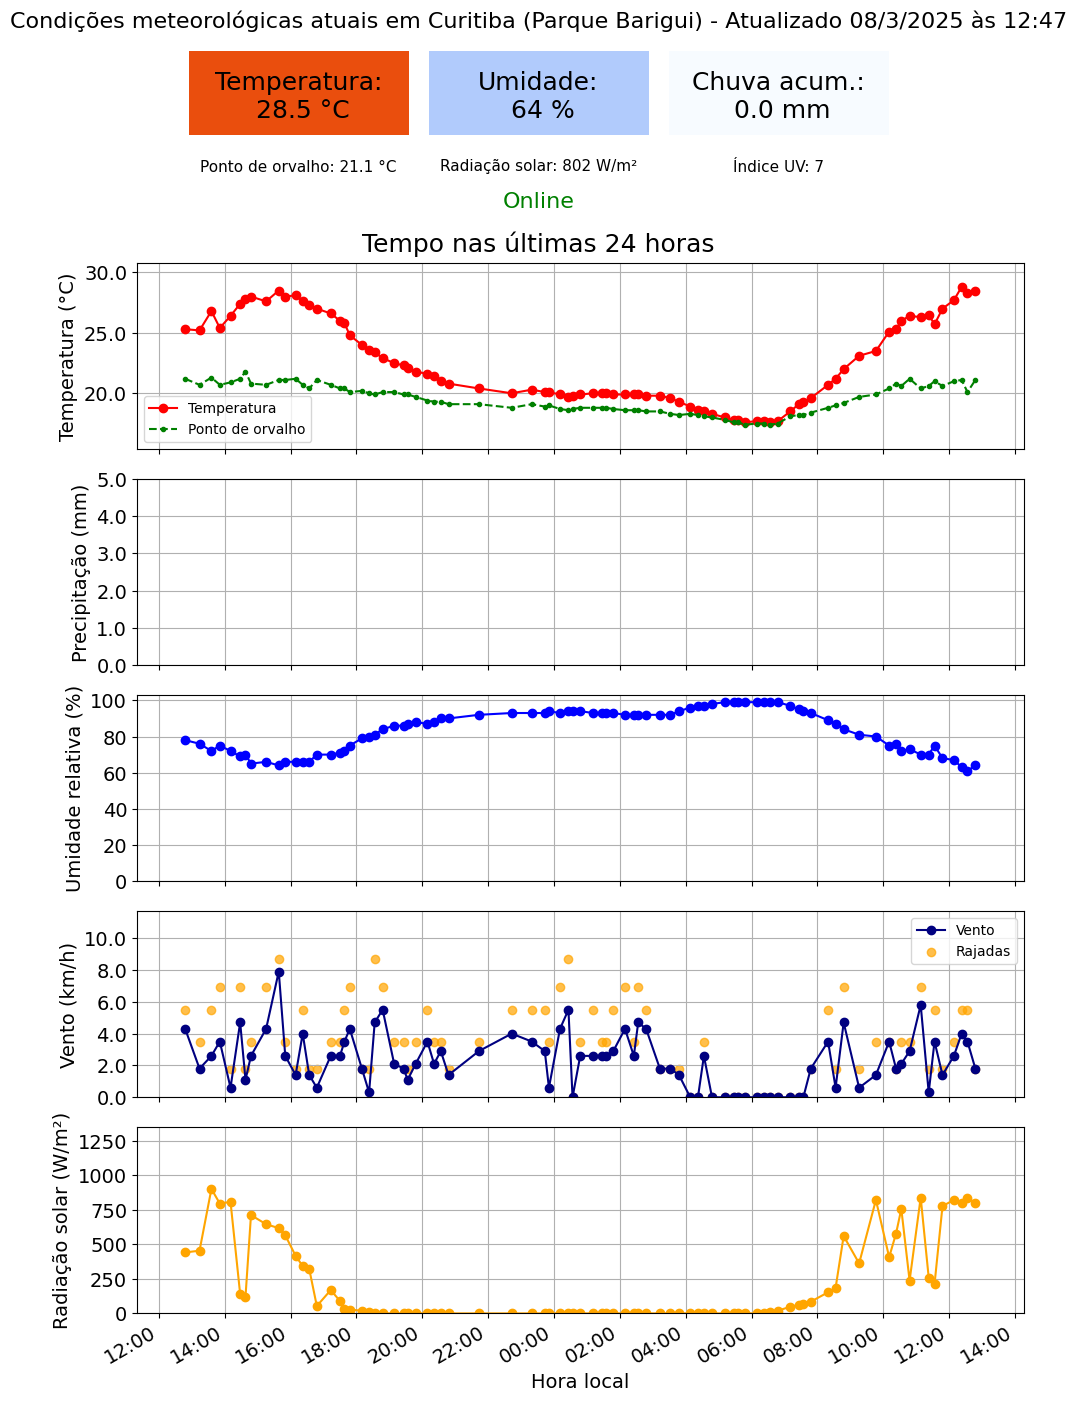 Condições meteorológicas atuais em Curitiba (Parque Barigui) - Atualizado 08/3/2025 às 12:47
Temperatura:
28.5 °C
Umidade:
64 %
Chuva acum.:
0.0 mm
Ponto de orvalho: 21.1 °C
Radiação solar: 802 W/m²
Índice UV: 7
Online
Tempo nas últimas 24 horas
Temperatura (°C)
30.0
25.0
20.0
Temperatura
Ponto de orvalho
Precipitação (mm)
5.0
4.0
3.0
2.0
1.0
0.0
Umidade relativa (%)
100
80
60
40
20
0
Vento (km/h)
10.0
8.0
6.0
4.0
2.0
0.0
Vento
Rajadas
Radiação solar (W/m²)
1250
1000
750
500
250
0
12:00
14:00
16:00
18:00
20:00
22:00
00:00
02:00
04:00
06:00
08:00
10:00
12:00
14:00
Hora local